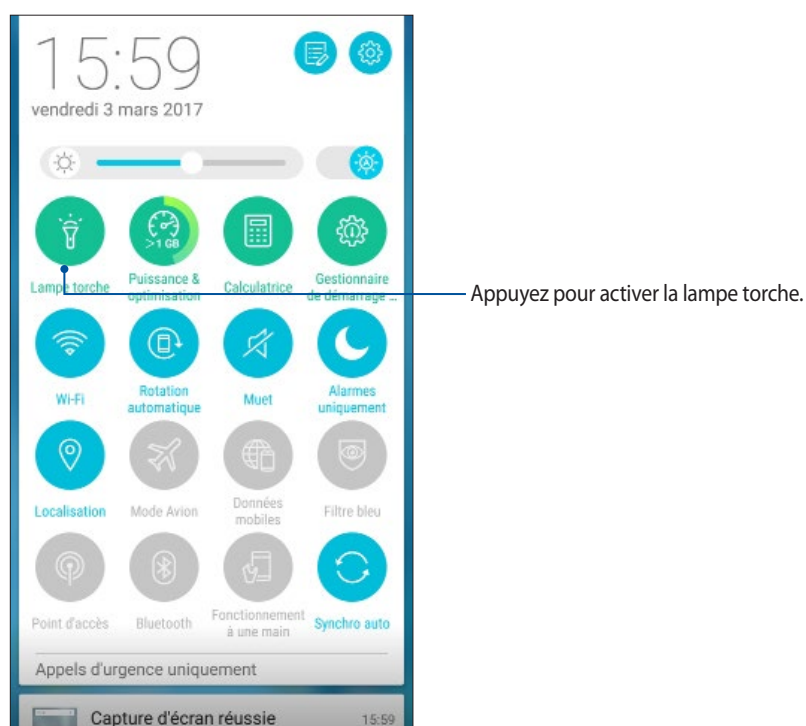 15:59
vendredi 3 mars 2017
>1 GB
Lampe torche
Puissance &
optimisation
Calculatrice
Gestionnaire
de démarrage ...
Appuyez pour activer la lampe torche.
Wi-Fi
Rotation
automatique
Muet
Alarmes
uniquement
Localisation
Mode Avion
Données
mobiles
Filtre bleu
Point d'accès
Bluetooth
Fonctionnement
à une main
Synchro auto
Appels d'urgence uniquement
Capture d'écran réussie 15:59